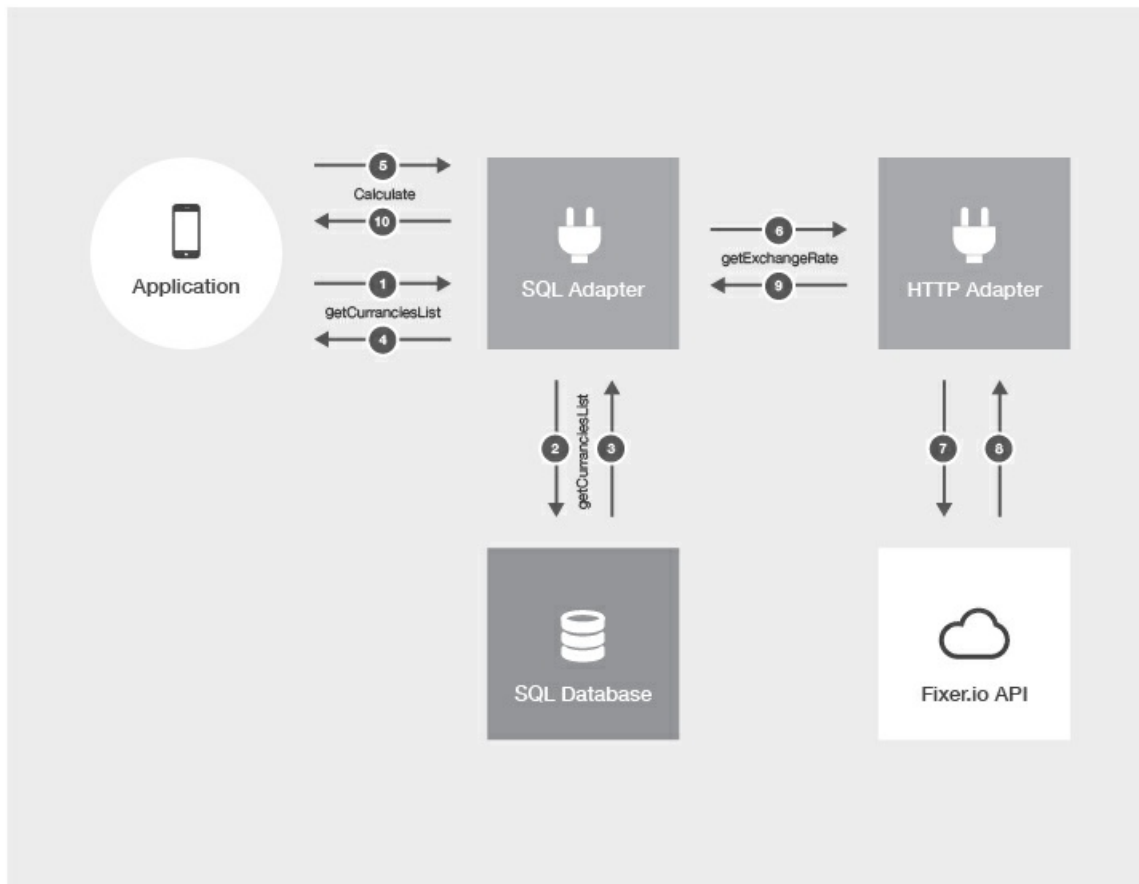 5
Calculate
10
Application
1
getCurranciesList
4
SQL Adapter
6
getExchangeRate
9
HTTP Adapter
2
getCurranciesList
3
7
8
SQL Database
Fixer.io API